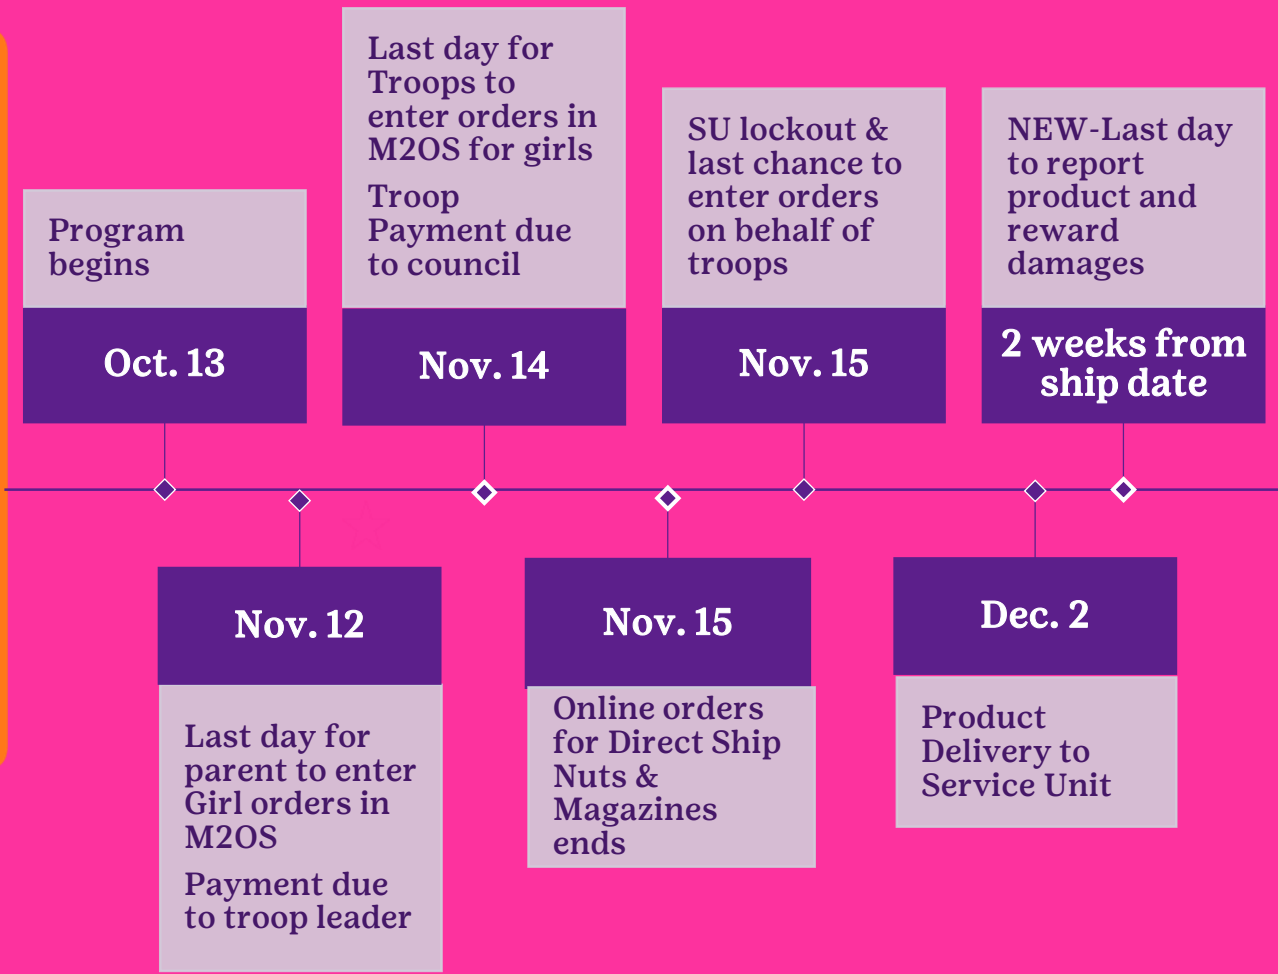 Program
begins
Oct. 13
Last day for
Troops to
enter orders in
M2OS for girls
Troop
Payment due
to council
Nov. 14
SU lockout &
last chance to
enter orders
on behalf of
troops
Nov. 15
NEW-Last day
to report
product and
reward
damages
2 weeks from
ship date
Nov. 12
Last day for
parent to enter
Girl orders in
M2OS
Payment due
to troop leader
Nov. 15
Online orders
for Direct Ship
Nuts &
Magazines
ends
Dec. 2
Product
Delivery to
Service Unit